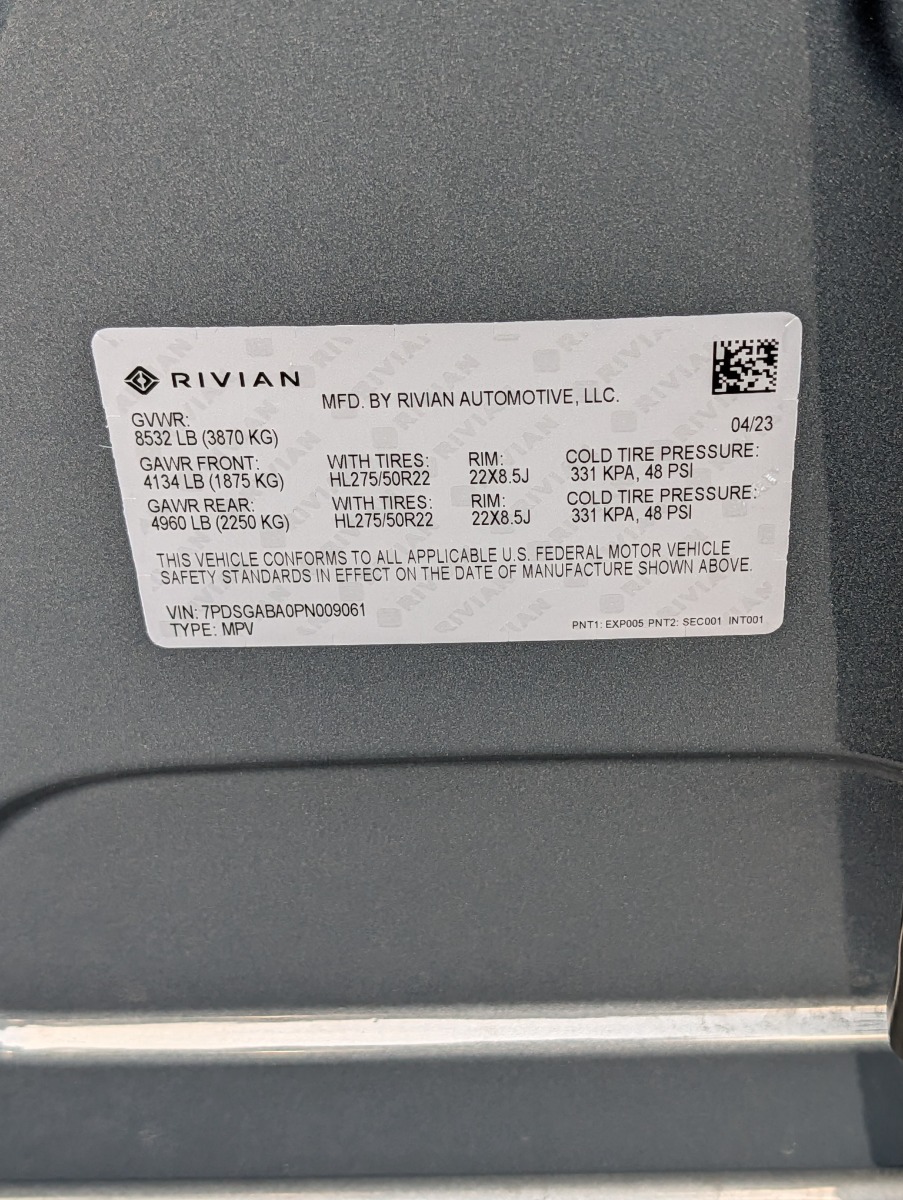 RIVIAN
MFD. BY RIVIAN AUTOMOTIVE, LLC.
GVWR:
8532 LB (3870 KG)
04/23
GAWR FRONT: WITH TIRES: RIM: COLD TIRE PRESSURE:
4134 LB (1875 KG) HL275/50R22 22X8.5J 331 KPA, 48 PSI
GAWR REAR: WITH TIRES: RIM: COLD TIRE PRESSURE:
4960 LB (2250 KG) HL275/50R22 22X8.5J 331 KPA, 48 PSI
THIS VEHICLE CONFORMS TO ALL APPLICABLE U.S. FEDERAL MOTOR VEHICLE
SAFETY STANDARDS IN EFFECT ON THE DATE OF MANUFACTURE SHOWN ABOVE.
VIN: 7PDSGABA0PN009061
TYPE: MPV
PNT1: EXP005 PNT2: SEC001 INT001